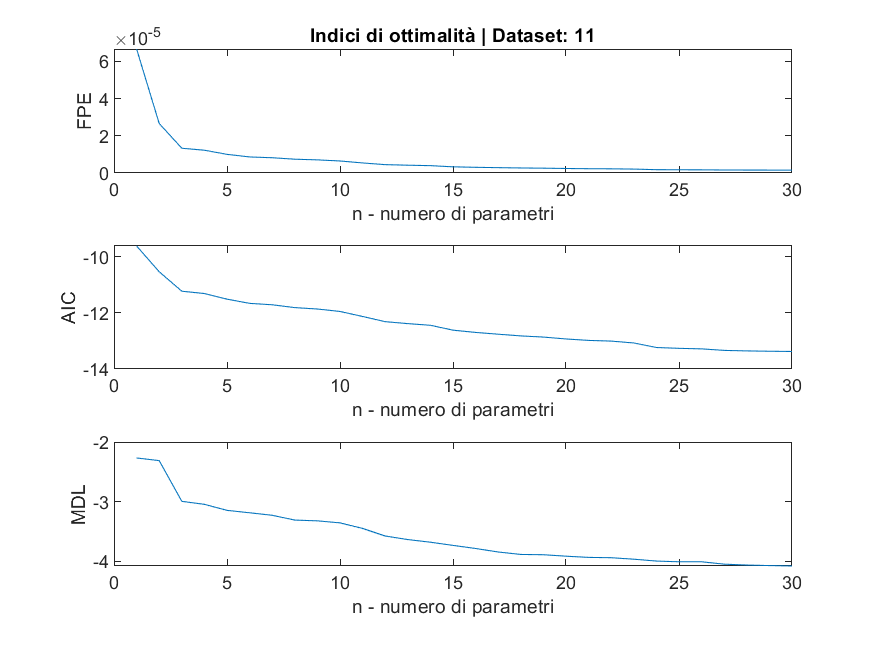 Indici di ottimalità | Dataset: 11
×10-5
6
4
2
0
FPE
0 5 10 15 20 25 30
n - numero di parametri
-10
-12
-14
AIC
0 5 10 15 20 25 30
n - numero di parametri
-2
-3
-4
MDL
0 5 10 15 20 25 30
n - numero di parametri